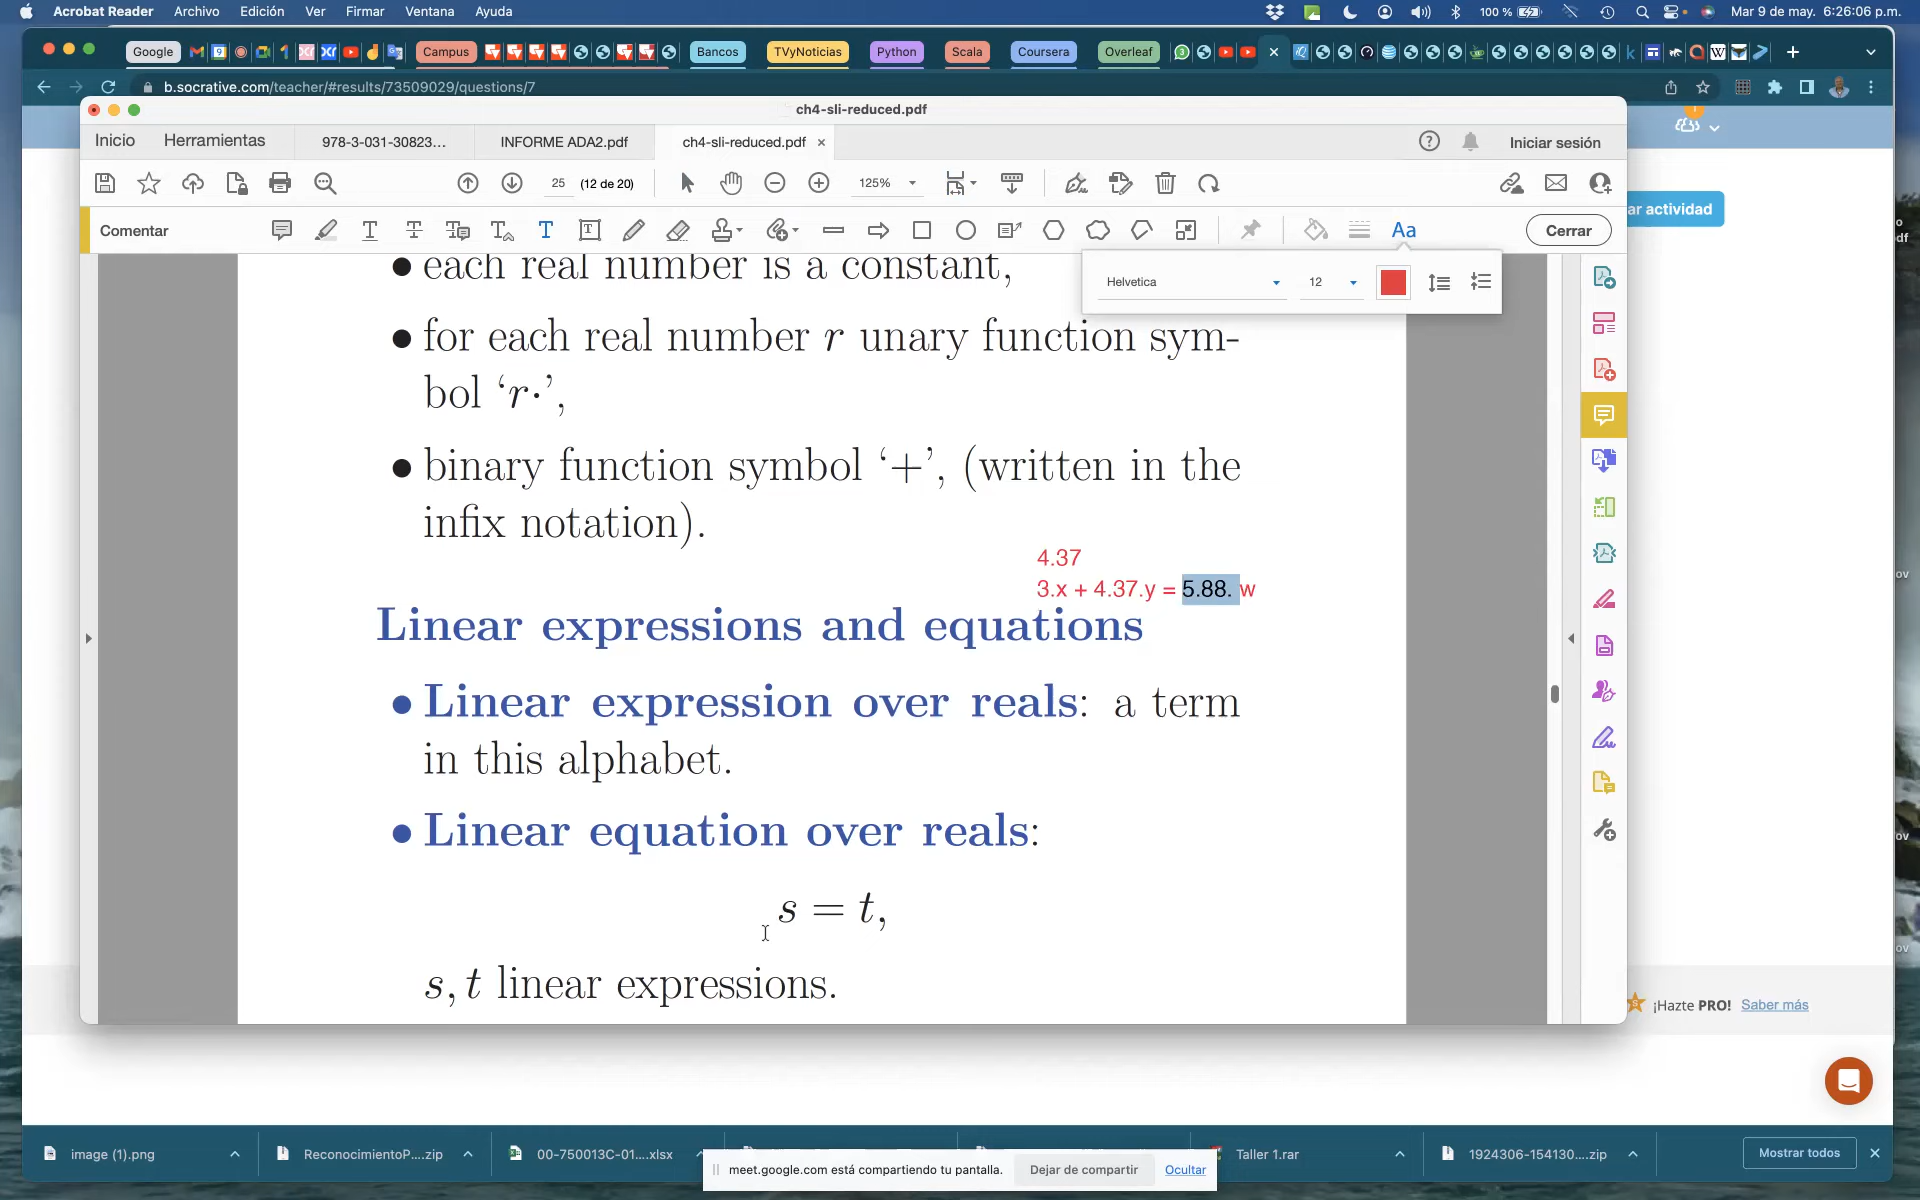 Acrobat Reader Archivo Edición Ver Firmar Ventana Ayuda 100 % Mar 9 de may. 6:26:06 p.m.
Google Campus Bancos TVyNoticias Python Scala Coursera Overleaf
b.socrative.com/teacher/#results/73509029/questions/7
ch4-sli-reduced.pdf
Inicio Herramientas 978-3-031-30823... INFORME ADA2.pdf ch4-sli-reduced.pdf × Iniciar sesión
25 (12 de 20) 125%
ar actividad
Comentar Aa Cerrar
Helvetica 12
• each real number is a constant,
• for each real number r unary function sym-
bol ‘r·’,
• binary function symbol ‘+’, (written in the
infix notation).
4.37
3.x + 4.37.y = 5.88. w
Linear expressions and equations
• Linear expression over reals: a term
in this alphabet.
• Linear equation over reals:
s = t,
s, t linear expressions.
¡Hazte PRO! Saber más
image (1).png ReconocimientoP....zip 00-750013C-01....xlsx Taller 1.rar 1924306-154130....zip Mostrar todos
meet.google.com está compartiendo tu pantalla. Dejar de compartir Ocultar